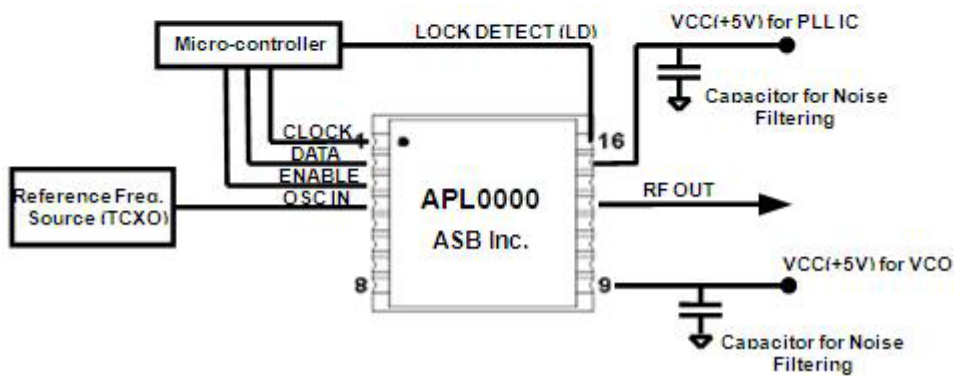 VCC(+5V) for PLL IC
Micro-controller
LOCK DETECT (LD)
Capacitor for Noise
Filtering
CLOCK
1
16
DATA
ENABLE
OSC IN
Reference Freq.
Source (TCXO)
APL0000
ASB Inc.
RF OUT
8
9
VCC(+5V) for VCO
Capacitor for Noise
Filtering